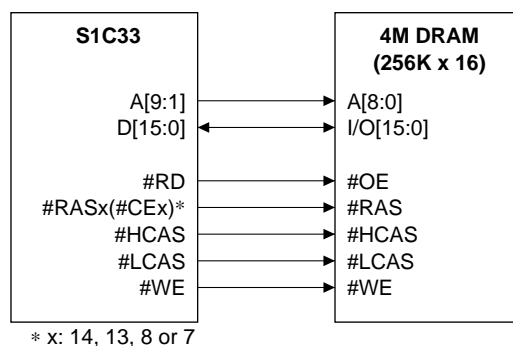 S1C33
4M DRAM
(256K x 16)
A[9:1] A[8:0]
D[15:0] I/O[15:0]
#RD #OE
#RASx(#CEx)* #RAS
#HCAS #HCAS
#LCAS #LCAS
#WE #WE
* x: 14, 13, 8 or 7